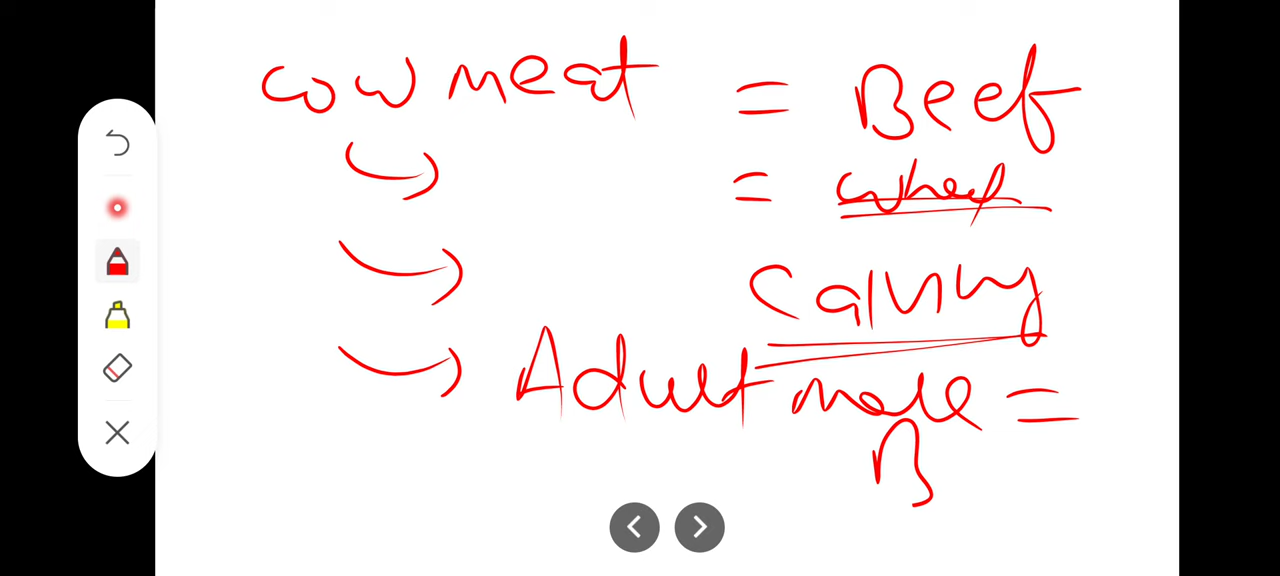 cow meat = Beef
=
Calving
Adult male =
B